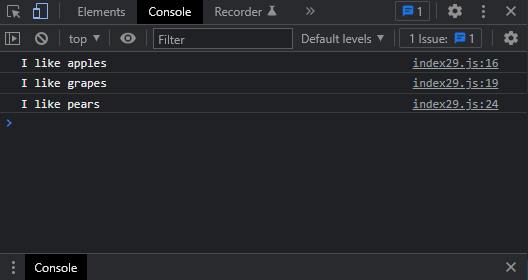 Elements Console Recorder 1
top Filter Default levels 1 Issue: 1
I like apples index29.js:16
I like grapes index29.js:19
I like pears index29.js:24
Console